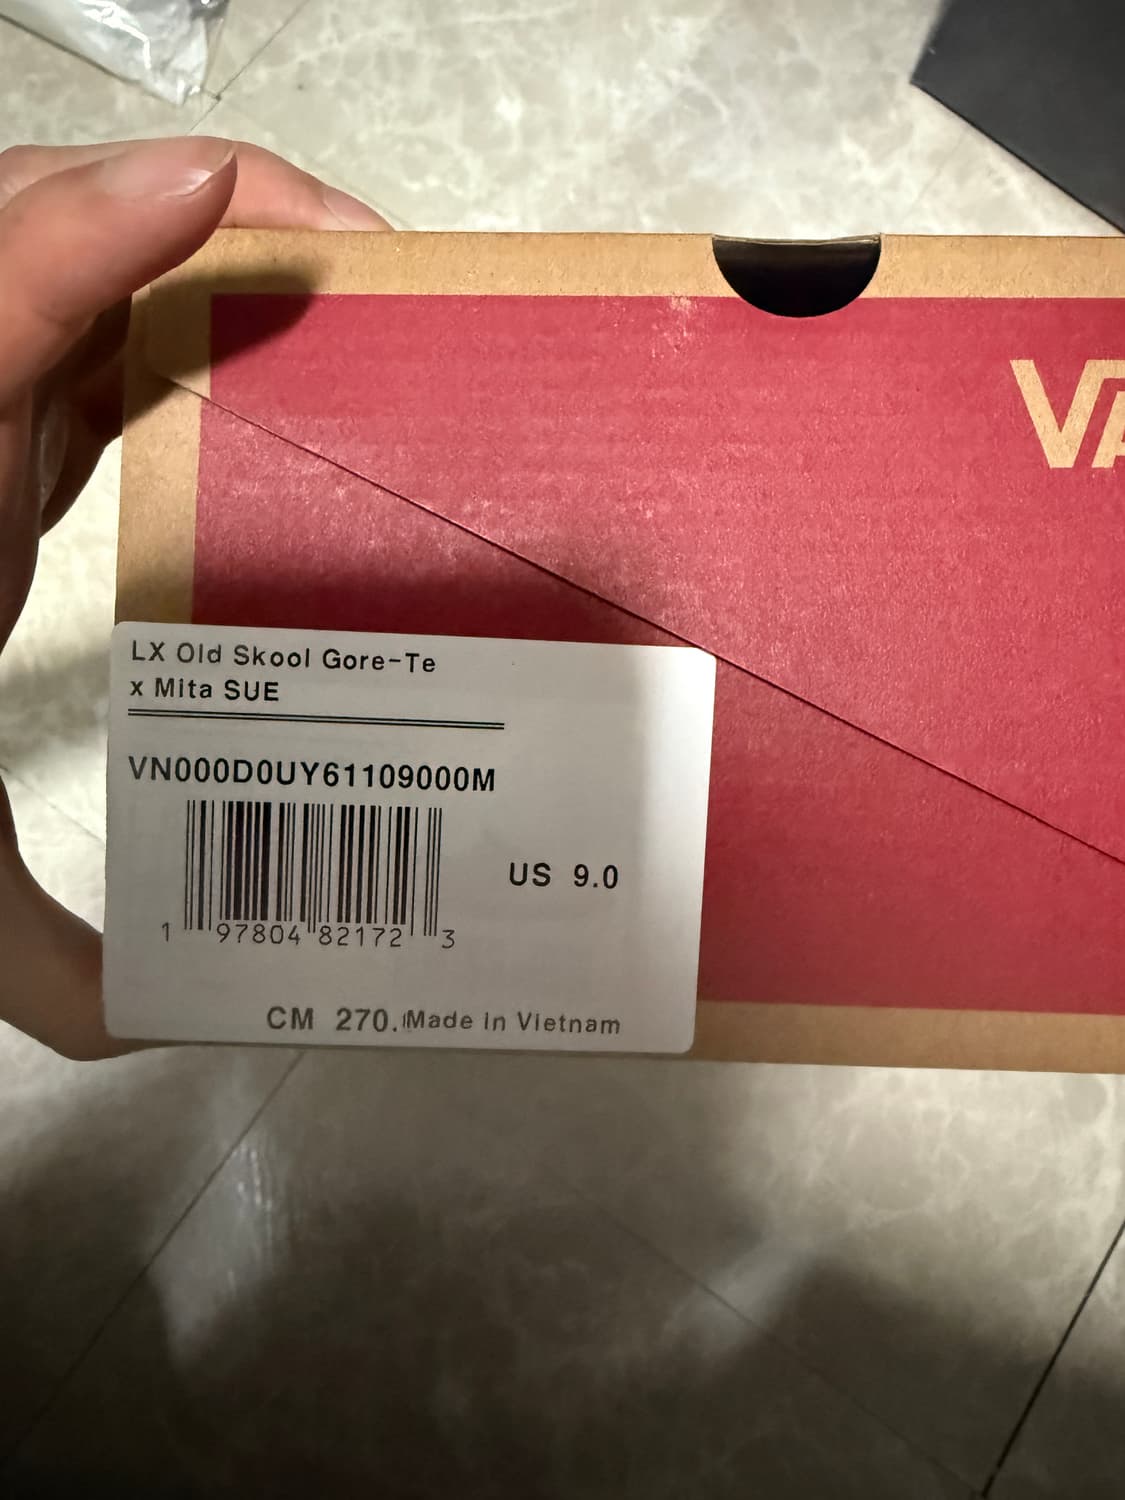 VA
LX Old Skool Gore-Te
x Mita SUE
VN000D0UY61109000M
US 9.0
1 97804 82172 3
CM 270. Made in Vietnam